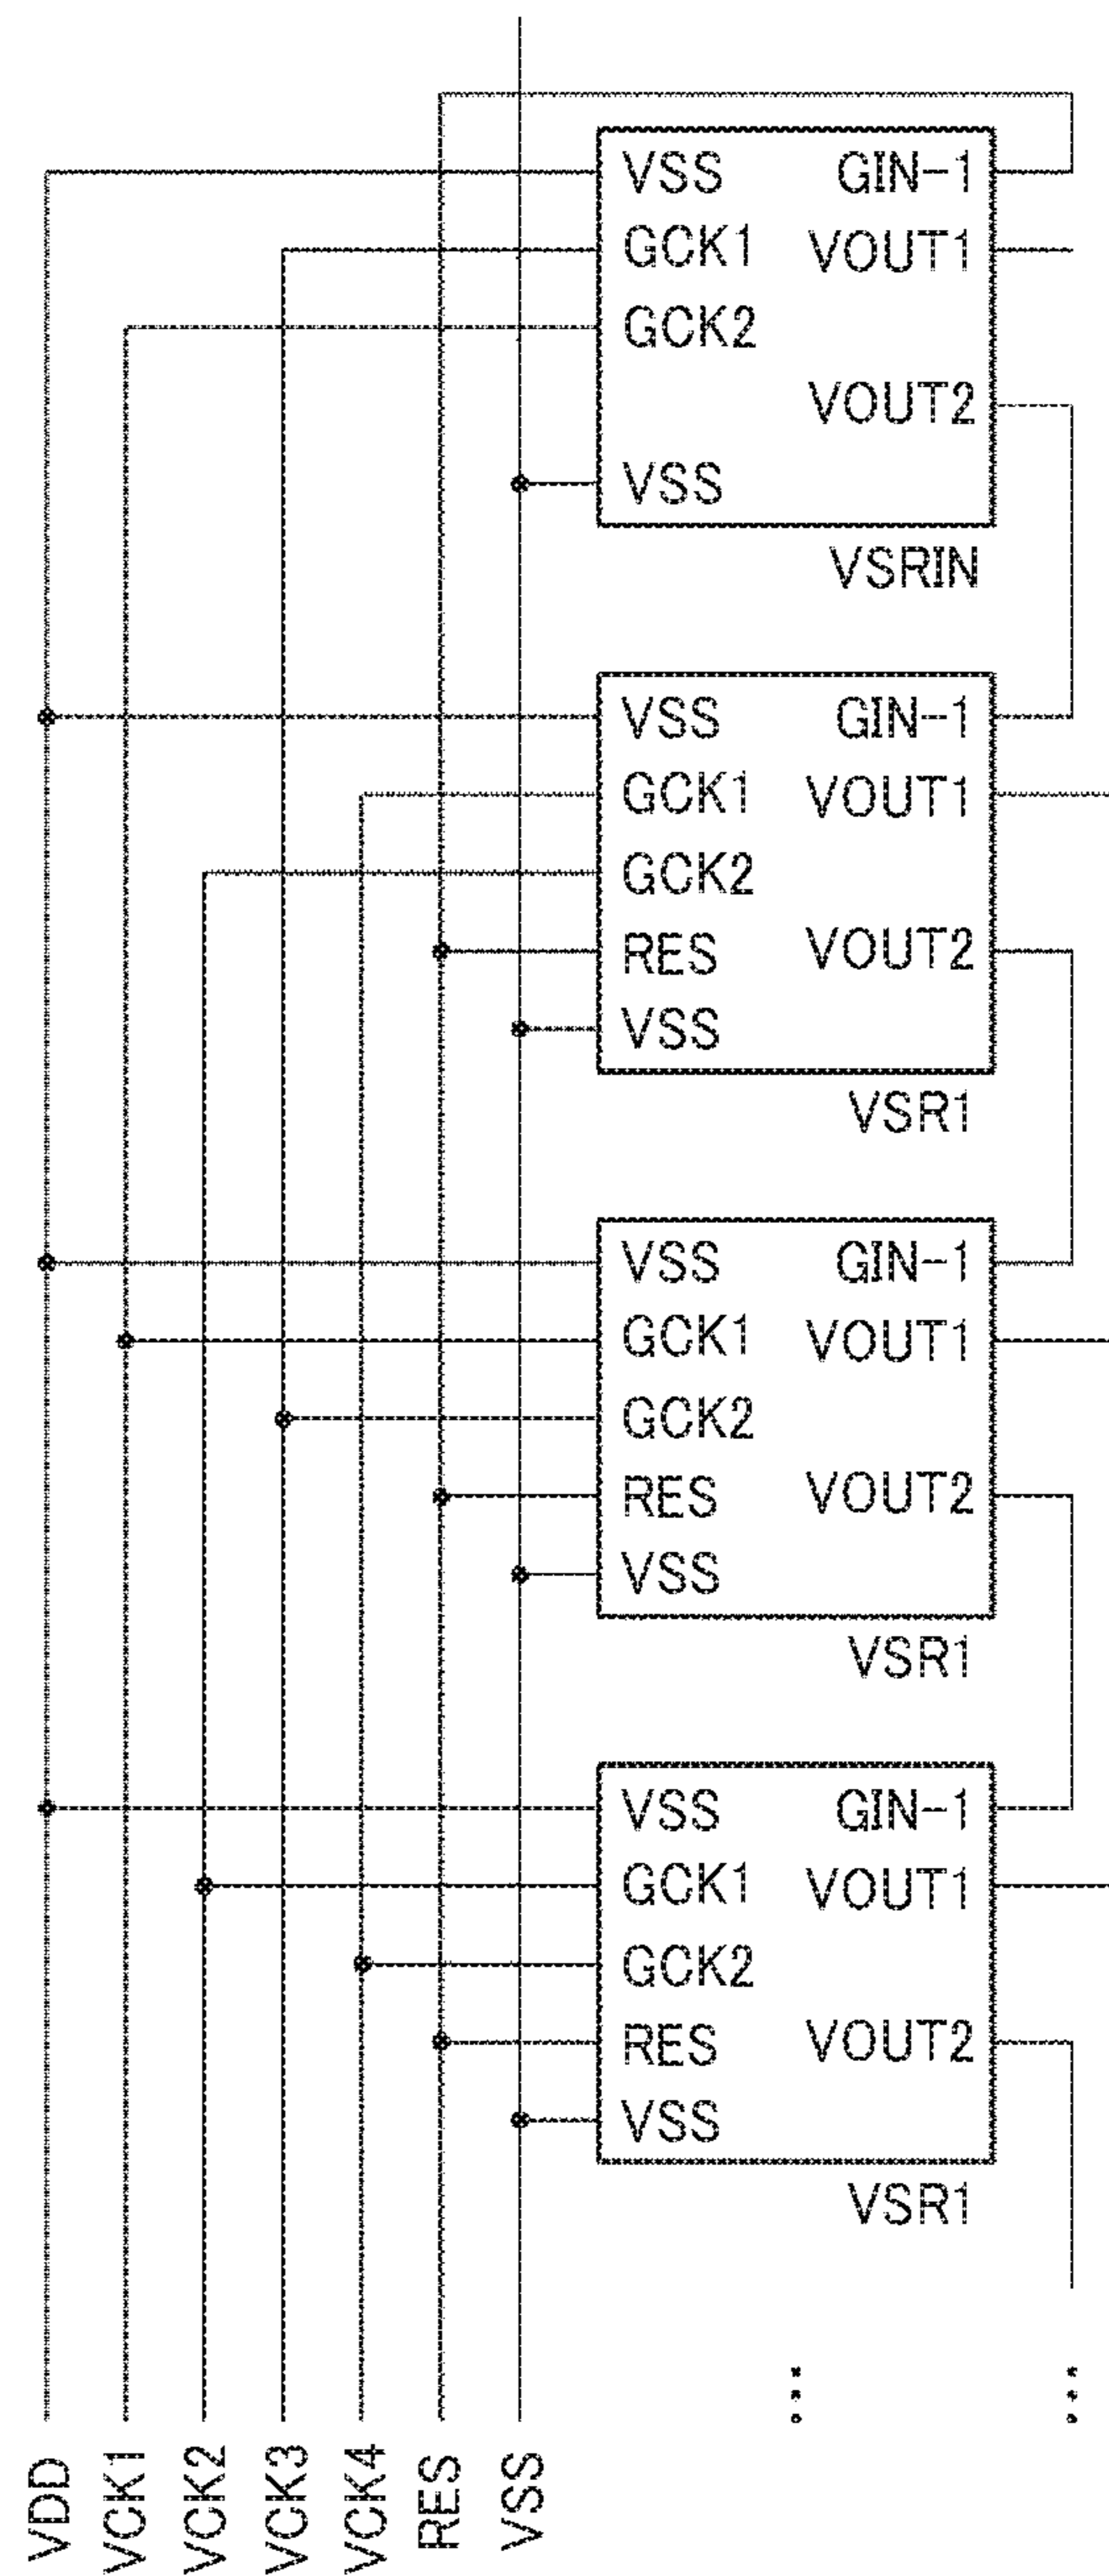 VSS GIN-1
GCK1 VOUT1
GCK2
VOUT2
VSS
VSRIN
VSS GIN-1
GCK1 VOUT1
GCK2
RES VOUT2
VSS
VSR1
VSS GIN-1
GCK1 VOUT1
GCK2
RES VOUT2
VSS
VSR1
VSS GIN-1
GCK1 VOUT1
GCK2
RES VOUT2
VSS
VSR1
VDD
VCK1
VCK2
VCK3
VCK4
RES
VSS